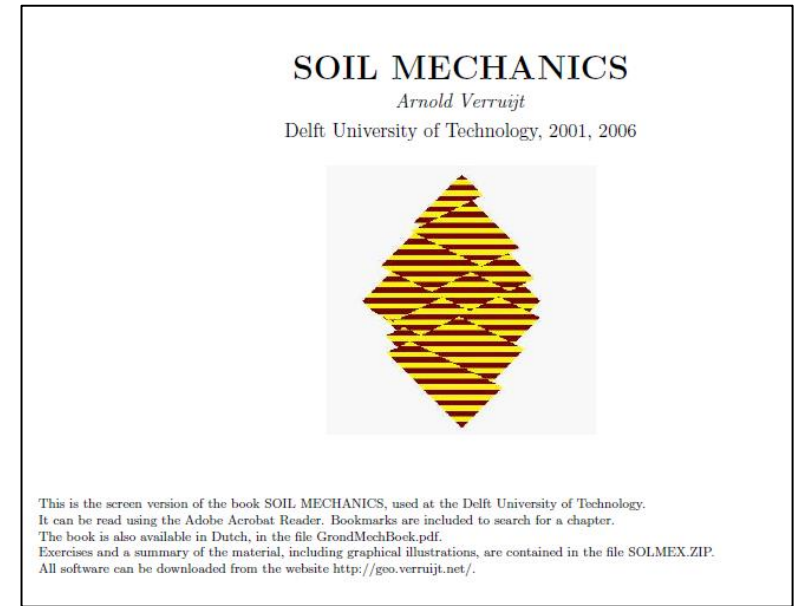 SOIL MECHANICS
Arnold Verruijt
Delft University of Technology, 2001, 2006
This is the screen version of the book SOIL MECHANICS, used at the Delft University of Technology.
It can be read using the Adobe Acrobat Reader. Bookmarks are included to search for a chapter.
The book is also available in Dutch, in the file GrondMechBoek.pdf.
Exercises and a summary of the material, including graphical illustrations, are contained in the file SOLMEX.ZIP.
All software can be downloaded from the website http://geo.verruijt.net/.